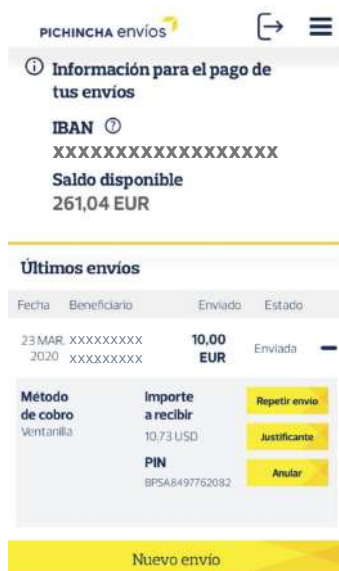 PICHINCHA envíos
Información para el pago de
tus envíos
IBAN
XXXXXXXXXXXXXXXXXX
Saldo disponible
261,04 EUR
Últimos envíos
Fecha Beneficiario Enviado Estado
23 MAR. XXXXXXXXX 10,00 Enviada
2020 XXXXXXXXX EUR
Método Importe Repetir envío
de cobro a recibir
Ventanilla 10.73 USD Justificante
PIN Anular
BPSA8497762082
Nuevo envío